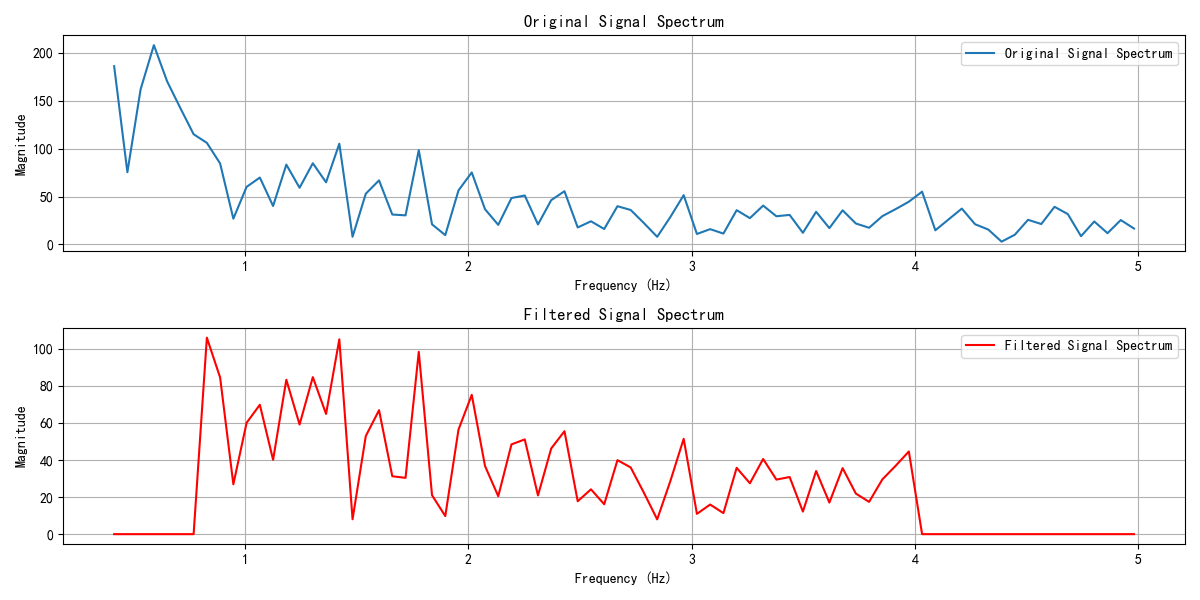 Original Signal Spectrum
200
150
100
50
0
Magnitude
Original Signal Spectrum
1 2 3 4 5
Frequency (Hz)
Filtered Signal Spectrum
100
80
60
40
20
0
Magnitude
Filtered Signal Spectrum
1 2 3 4 5
Frequency (Hz)